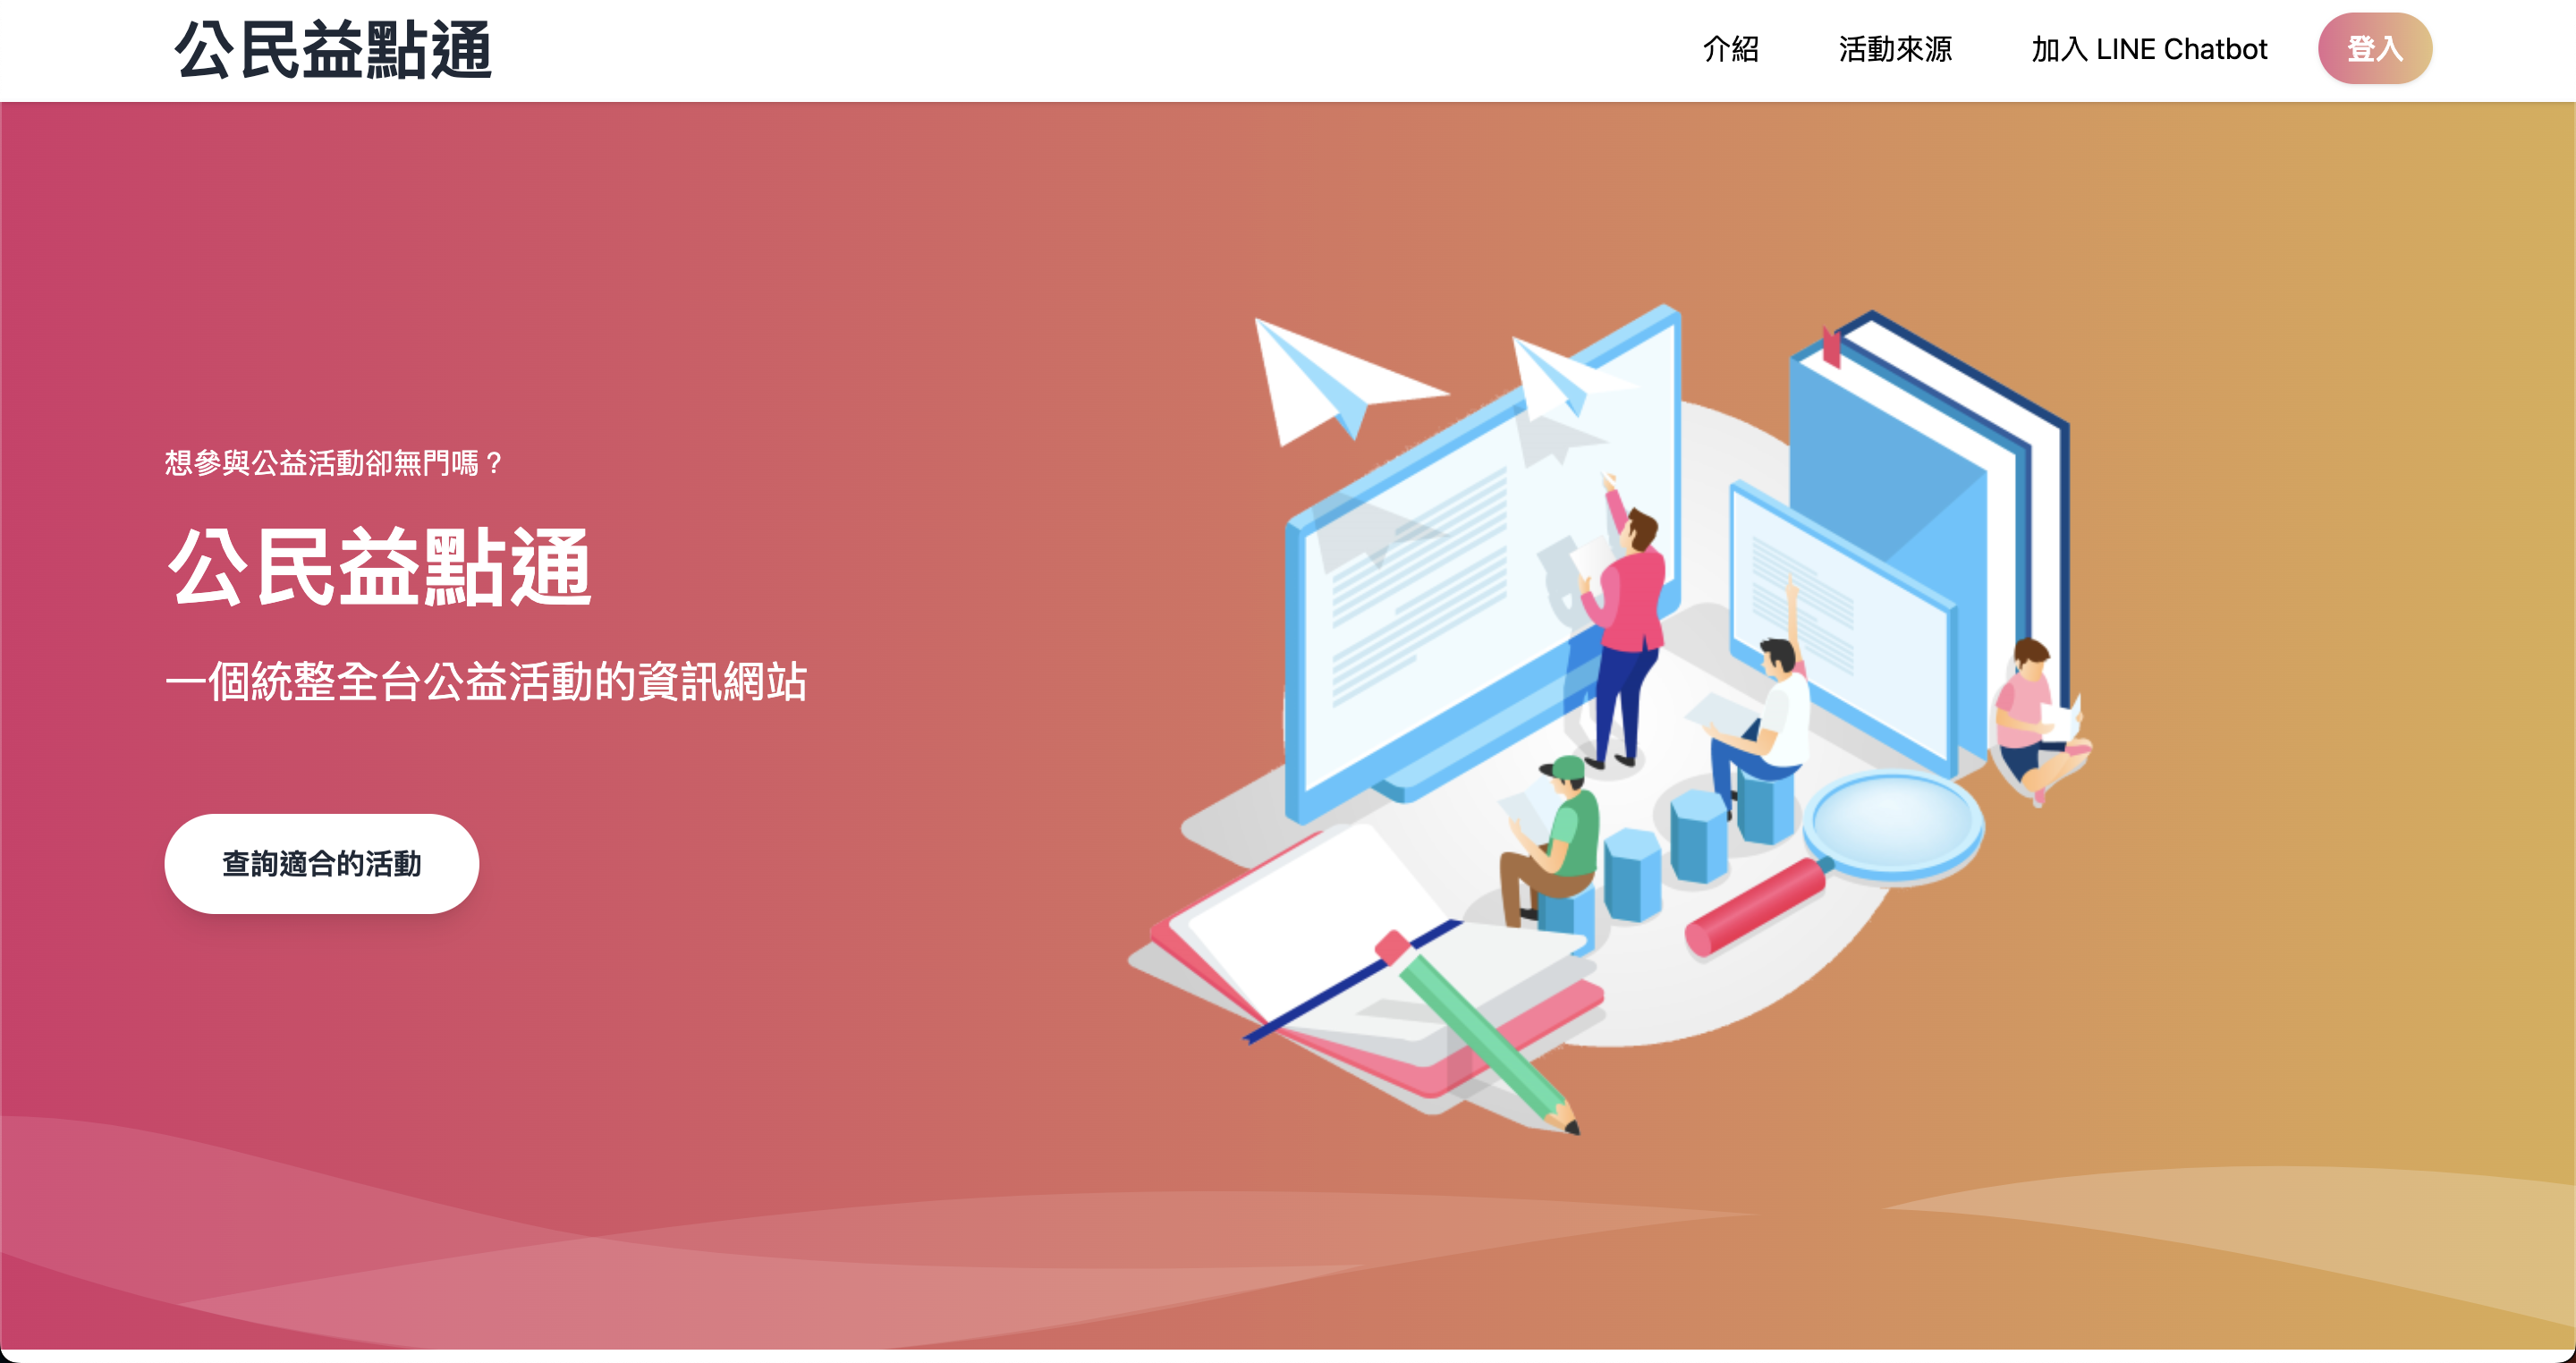 公民益點通
介紹
活動來源
加入 LINE Chatbot
登入
想參與公益活動卻無門嗎？
公民益點通
一個統整全台公益活動的資訊網站
查詢適合的活動